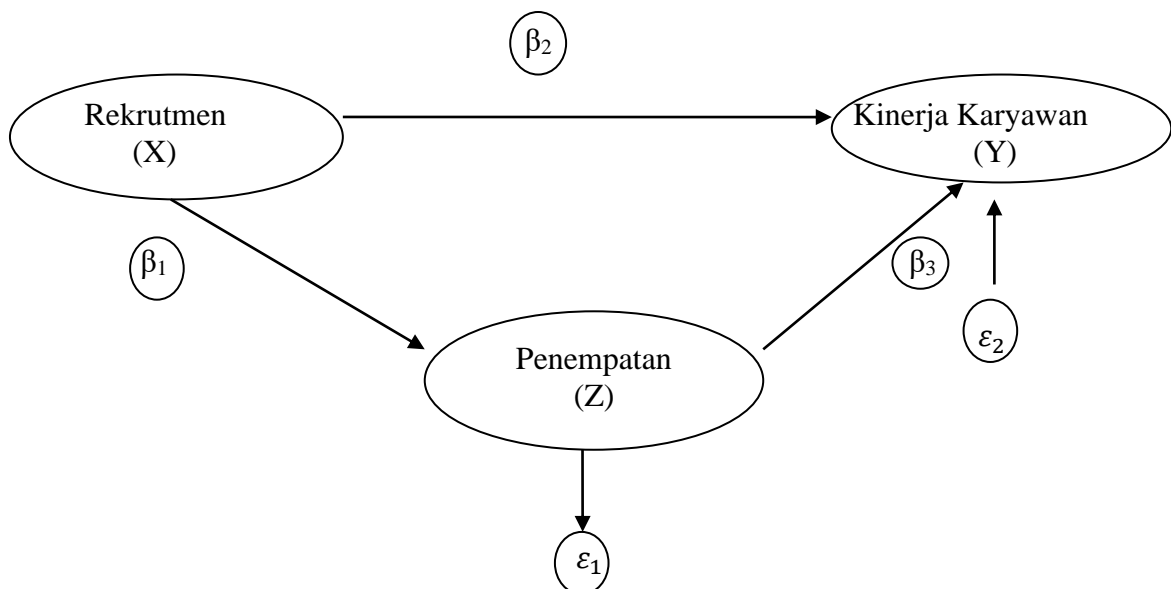 β₂
Rekrutmen
(X)
Kinerja Karyawan
(Y)
β₁
β₃
ε₂
Penempatan
(Z)
ε₁